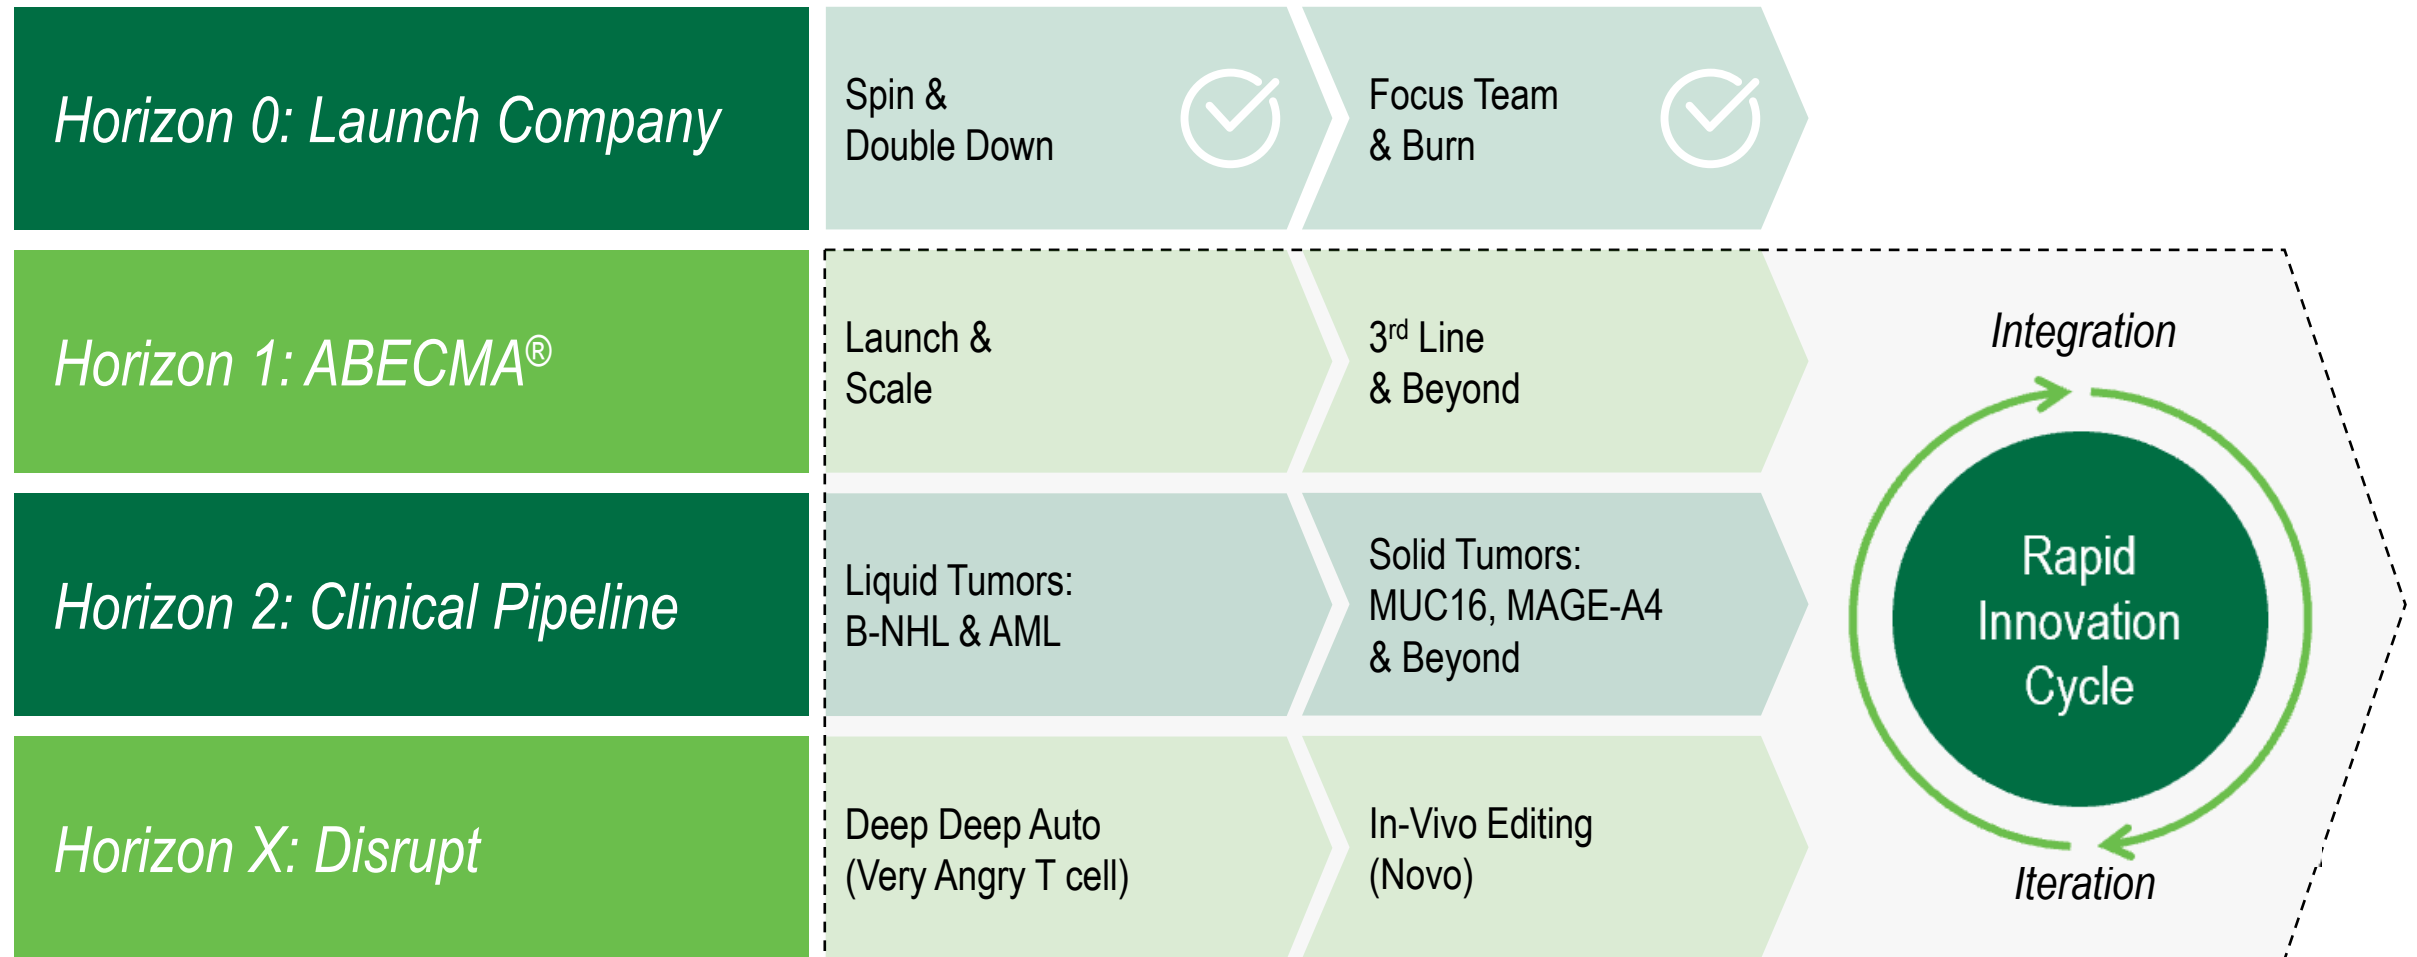 Horizon 0: Launch Company
Spin &
Double Down
Focus Team
& Burn
Horizon 1: ABECMA®
Launch &
Scale
3rd Line
& Beyond
Horizon 2: Clinical Pipeline
Liquid Tumors:
B-NHL & AML
Solid Tumors:
MUC16, MAGE-A4
& Beyond
Horizon X: Disrupt
Deep Deep Auto
(Very Angry T cell)
In-Vivo Editing
(Novo)
Integration
Rapid
Innovation
Cycle
Iteration